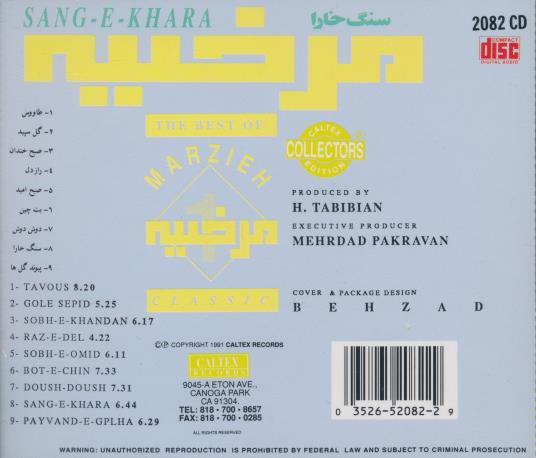 SANG-E-KHARA
سنگ خارا
2082 CD
COMPACT
disc
DIGITAL AUDIO
مرضیه
۱- طاووس
۲- گل سپید
۳- صبح خندان
۴- راز دل
۵- صبح امید
۶- بت چین
۷- دوش دوش
۸- سنگ خارا
۹- پیوند گل ها
THE BEST OF
MARZIEH
1
مرضیه
CLASSIC
CALTEX
COLLECTORS
EDITION
PRODUCED BY
H. TABIBIAN
EXECUTIVE PRODUCER
MEHRDAD PAKRAVAN
COVER & PACKAGE DESIGN
BEHZAD
1- TAVOUS 8.20
2- GOLE SEPID 5.25
3- SOBH-E-KHANDAN 6.17
4- RAZ-E-DEL 4.22
5- SOBH-E-OMID 6.11
6- BOT-E-CHIN 7.33
7- DOUSH-DOUSH 7.31
8- SANG-E-KHARA 6.44
9- PAYVAND-E-GPLHA 6.29
©℗ COPYRIGHT 1991 CALTEX RECORDS
CALTEX
RECORDS
9045-A ETON AVE.,
CANOGA PARK
CA 91304.
TEL: 818 • 700 • 8657
FAX: 818 • 700 • 0285
ALL RIGHTS RESERVED
0 03526-52082-2 9
WARNING: UNAUTHORIZED REPRODUCTION IS PROHIBITED BY FEDERAL LAW AND SUBJECT TO CRIMINAL PROSECUTION